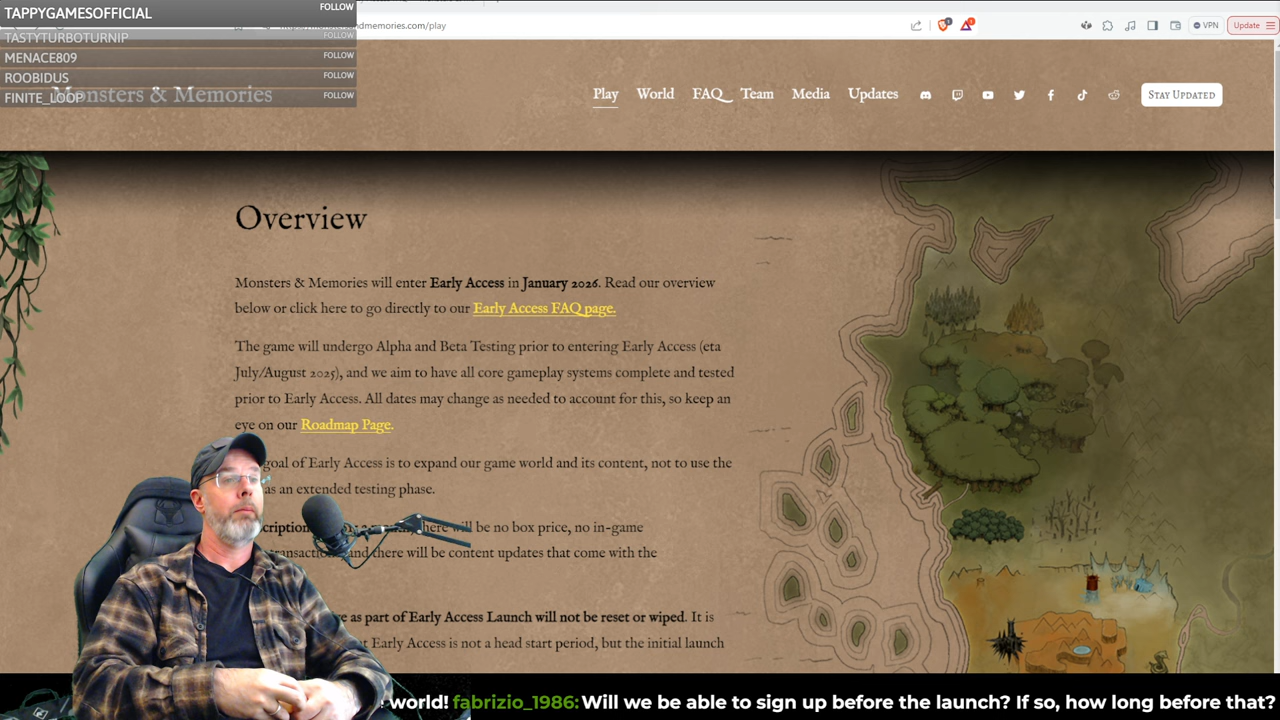 TAPPYGAMESOFFICIAL FOLLOW
TASTYTURBOTURNIP FOLLOW
MENACE809 FOLLOW
ROOBIDUS FOLLOW
FINITE_LOOP FOLLOW
ndmemories.com/play
VPN
Update
Monsters & Memories
Play World FAQ Team Media Updates
STAY UPDATED
Overview
Monsters & Memories will enter Early Access in January 2026. Read our overview
below or click here to go directly to our Early Access FAQ page.
The game will undergo Alpha and Beta Testing prior to entering Early Access (eta
July/August 2025), and we aim to have all core gameplay systems complete and tested
prior to Early Access. All dates may change as needed to account for this, so keep an
eye on our Roadmap Page.
goal of Early Access is to expand our game world and its content, not to use the
as an extended testing phase.
there will be no box price, no in-game
and there will be content updates that come with the
as part of Early Access Launch will not be reset or wiped. It is
Early Access is not a head start period, but the initial launch
world! fabrizio_1986: Will we be able to sign up before the launch? If so, how long before that?